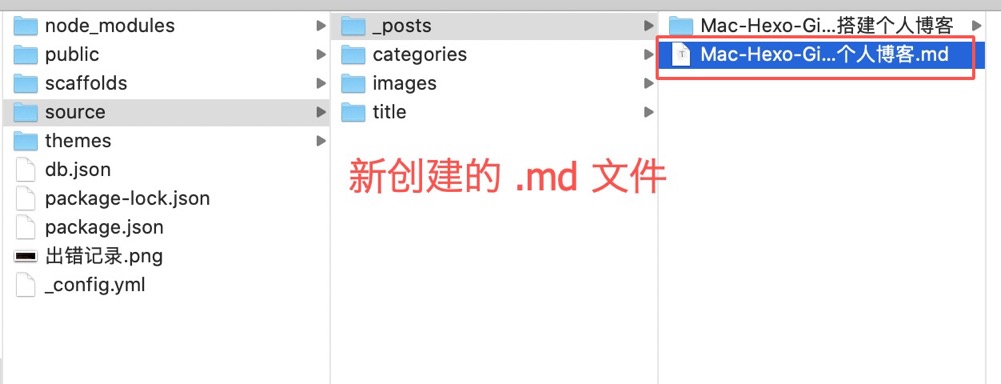 node_modules
public
scaffolds
source
themes
db.json
package-lock.json
package.json
出错记录.png
_config.yml
_posts
categories
images
title
Mac-Hexo-Gi...搭建个人博客
Mac-Hexo-Gi...个人博客.md
新创建的 .md 文件